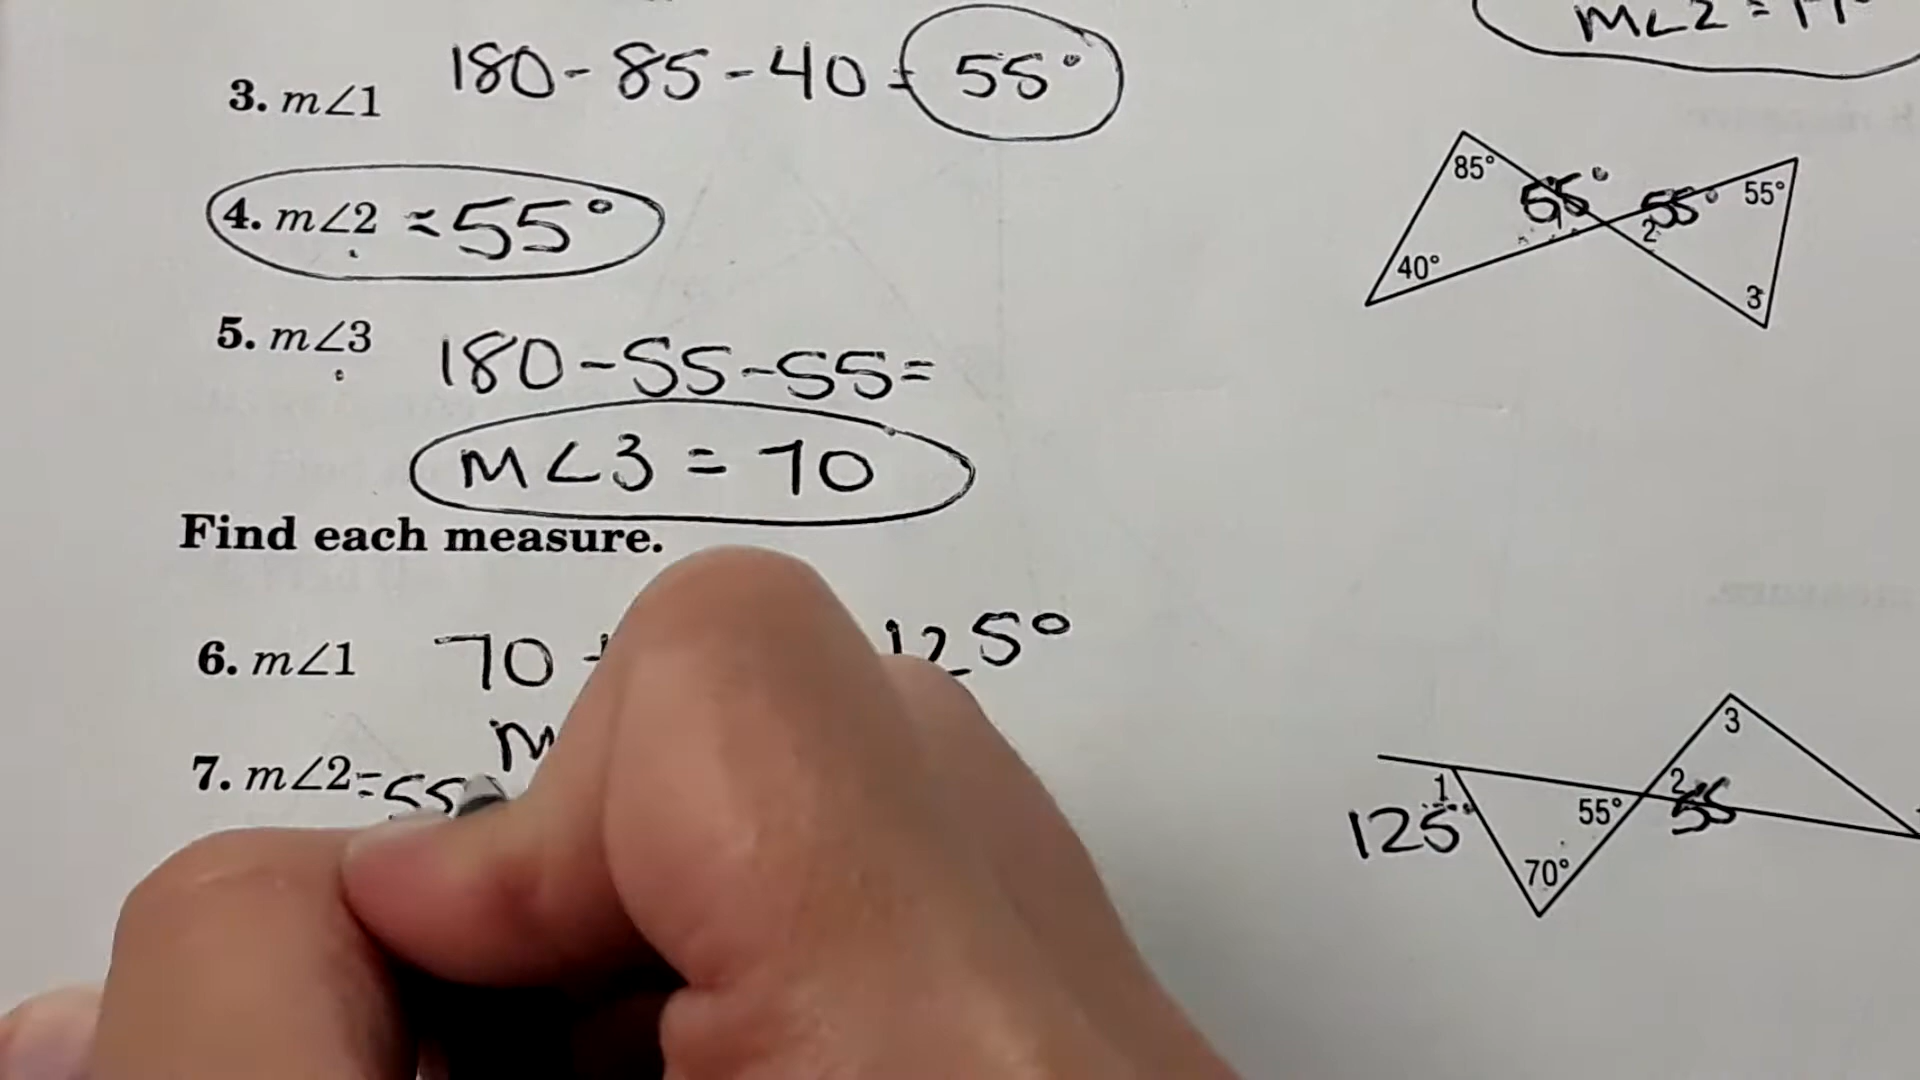 m∠2 =
3. m∠1 180 - 85 - 40 = 55°
4. m∠2 = 55°
5. m∠3 180 - 55 - 55 =
m∠3 = 70
Find each measure.
6. m∠1 70 + 125°
m
7. m∠2 = 55
85°
55°
55°
55°
1
2
40°
3
3
1
2
125°
55°
55
70°